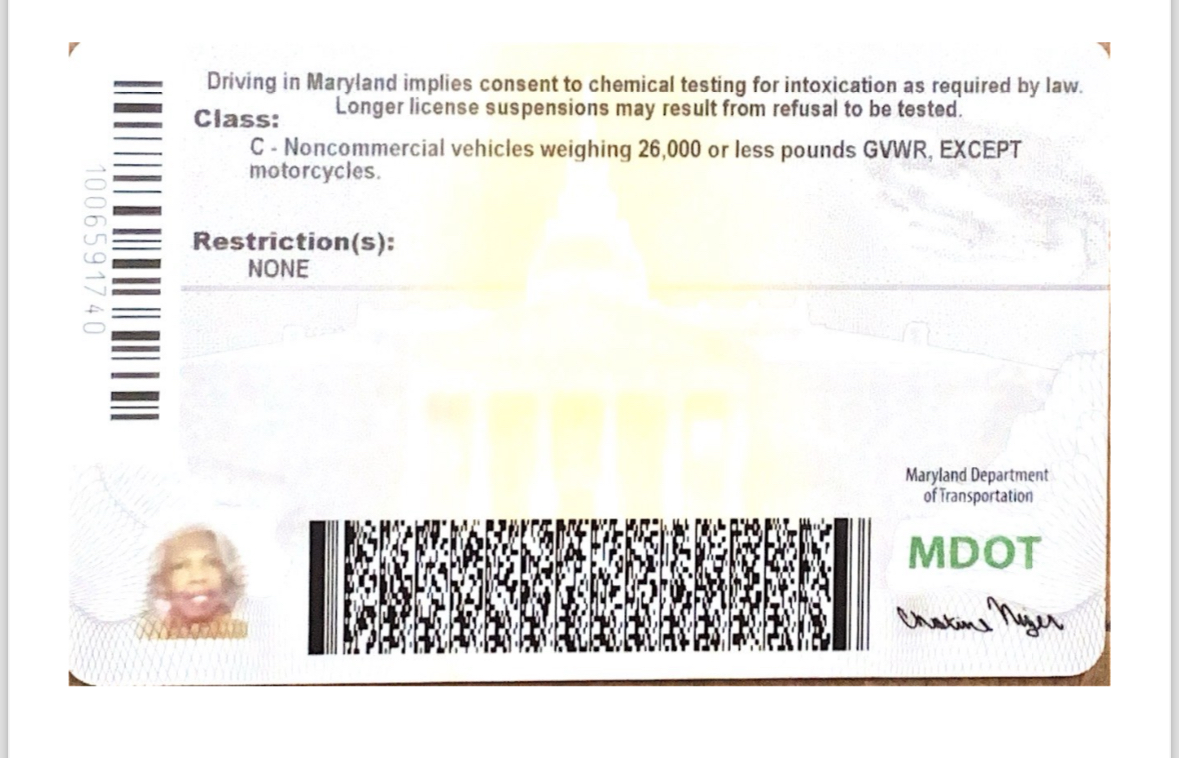 Driving in Maryland implies consent to chemical testing for intoxication as required by law.
Longer license suspensions may result from refusal to be tested.
Class:
C - Noncommercial vehicles weighing 26,000 or less pounds GVWR, EXCEPT
motorcycles.
1006591740
Restriction(s):
NONE
Maryland Department
of Transportation
MDOT
Chrstine Nizer